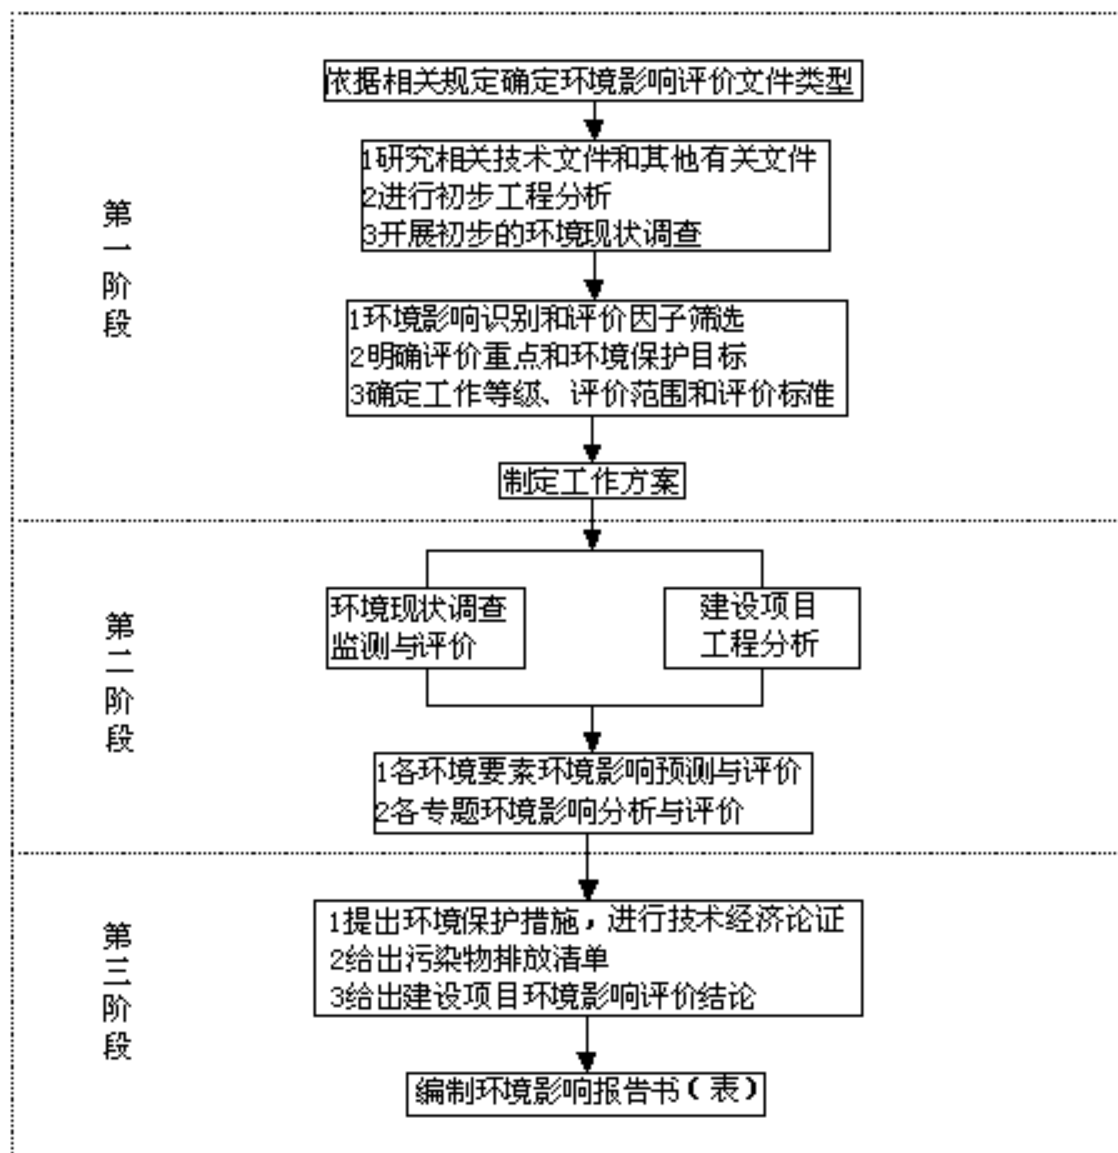 依据相关规定确定环境影响评价文件类型
1研究相关技术文件和其他有关文件
2进行初步工程分析
3开展初步的环境现状调查
第一阶段
1环境影响识别和评价因子筛选
2明确评价重点和环境保护目标
3确定工作等级、评价范围和评价标准
制定工作方案
环境现状调查
监测与评价
建设项目
工程分析
第二阶段
1各环境要素环境影响预测与评价
2各专题环境影响分析与评价
1提出环境保护措施，进行技术经济论证
2给出污染物排放清单
3给出建设项目环境影响评价结论
第三阶段
编制环境影响报告书（表）